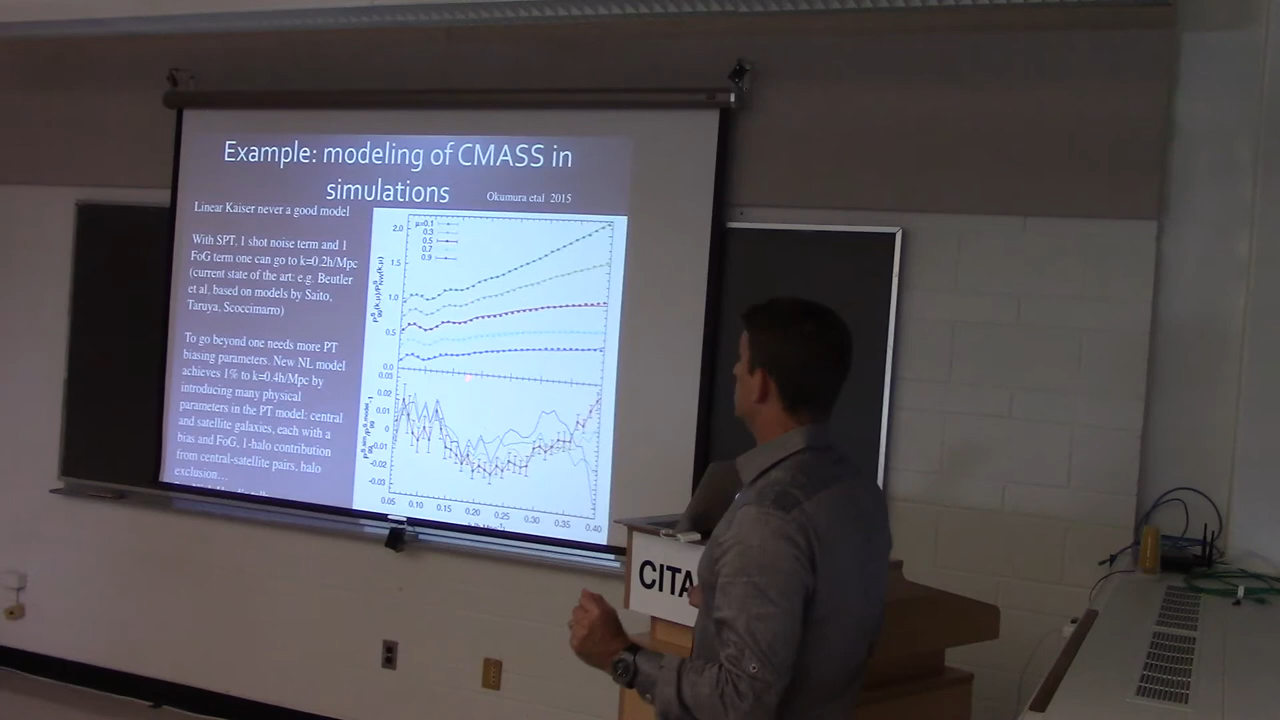 Example: modeling of CMASS in
simulations
Okumura etal 2015
Linear Kaiser never a good model
With SPT, 1 shot noise term and 1
FoG term one can go to k=0.2h/Mpc
(current state of the art: e.g. Beutler
et al, based on models by Saito,
Taruya, Scoccimarro)
To go beyond one needs more PT
biasing parameters. New NL model
achieves 1% to k=0.4h/Mpc by
introducing many physical
parameters in the PT model: central
and satellite galaxies, each with a
bias and FoG, 1-halo contribution
from central-satellite pairs, halo
exclusion…
μ=0.1
0.3
0.5
0.7
0.9
2.0
1.5
1.0
0.5
0.0
0.03
0.02
0.01
0
-0.01
-0.02
-0.03
0.05 0.10 0.15 0.20 0.25 0.30 0.35 0.40
CITA